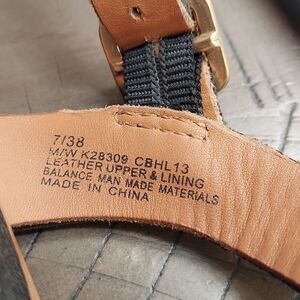 7/38
M/W K28309 CBHL13
LEATHER UPPER & LINING
BALANCE MAN MADE MATERIALS
MADE IN CHINA